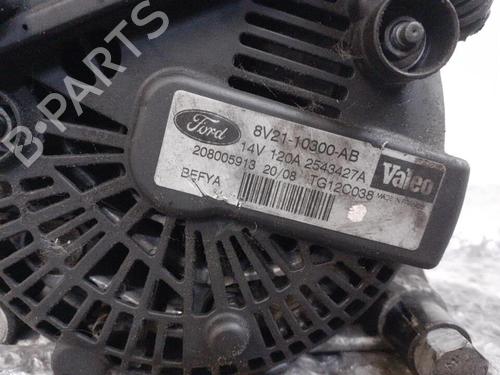 B-PARTS
Ford
8V21-10300-AB
14V 120A 2543427A
208005913 20/08 TG12C038
BEFYA
Valeo